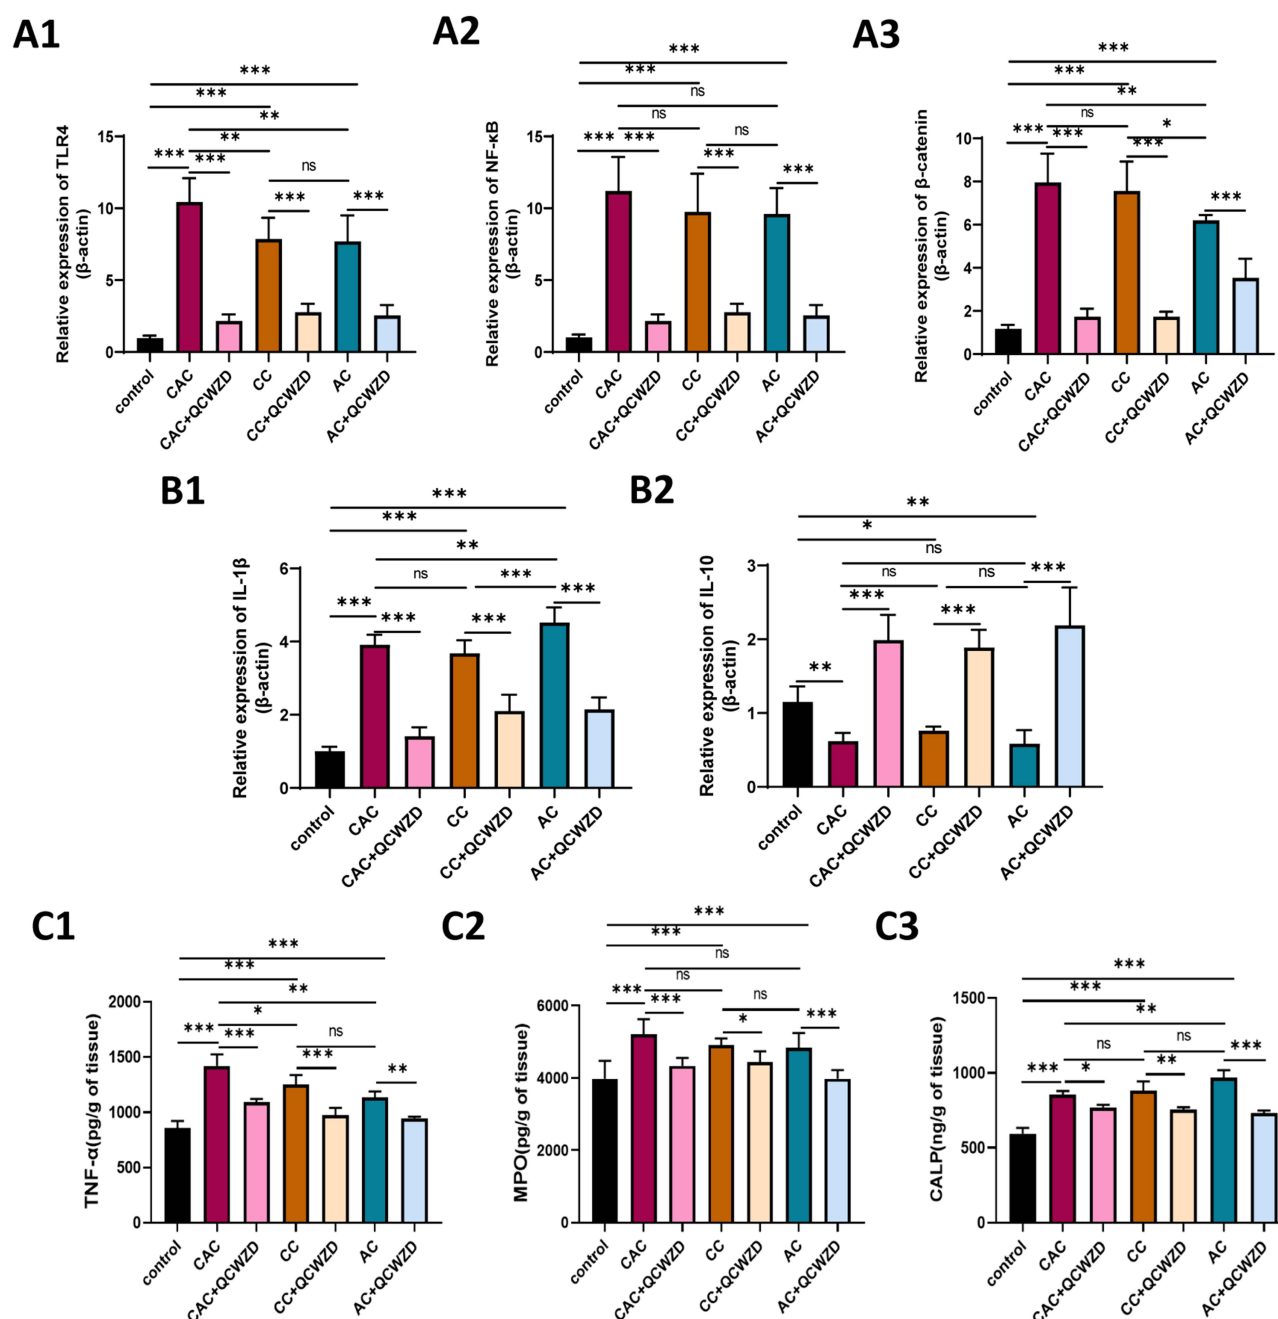 A1
A2
A3
***
***
**
**
*** ***
ns
***
***
Relative expression of TLR4
(β-actin)
15
10
5
0
control
CAC
CAC+QCWZD
CC
CC+QCWZD
AC
AC+QCWZD
***
***
ns
ns
*** ***
ns
***
***
Relative expression of NF-κB
(β-actin)
15
10
5
0
control
CAC
CAC+QCWZD
CC
CC+QCWZD
AC
AC+QCWZD
***
***
**
ns
*
*** ***
***
***
Relative expression of β-catenin
(β-actin)
10
8
6
4
2
0
control
CAC
CAC+QCWZD
CC
CC+QCWZD
AC
AC+QCWZD
B1
B2
***
***
**
ns
***
***
***
***
***
Relative expression of IL-1β
(β-actin)
6
4
2
0
control
CAC
CAC+QCWZD
CC
CC+QCWZD
AC
AC+QCWZD
**
*
ns
ns
ns
***
***
***
**
Relative expression of IL-10
(β-actin)
3
2
1
0
control
CAC
CAC+QCWZD
CC
CC+QCWZD
AC
AC+QCWZD
C1
C2
C3
***
***
**
*
ns
***
***
***
**
TNF-α(pg/g of tissue)
2000
1500
1000
500
0
control
CAC
CAC+QCWZD
CC
CC+QCWZD
AC
AC+QCWZD
***
***
ns
ns
ns
***
***
*
***
MPO(pg/g of tissue)
6000
4000
2000
0
control
CAC
CAC+QCWZD
CC
CC+QCWZD
AC
AC+QCWZD
***
***
**
ns
ns
***
*
**
***
CALP(ng/g of tissue)
1500
1000
500
0
control
CAC
CAC+QCWZD
CC
CC+QCWZD
AC
AC+QCWZD